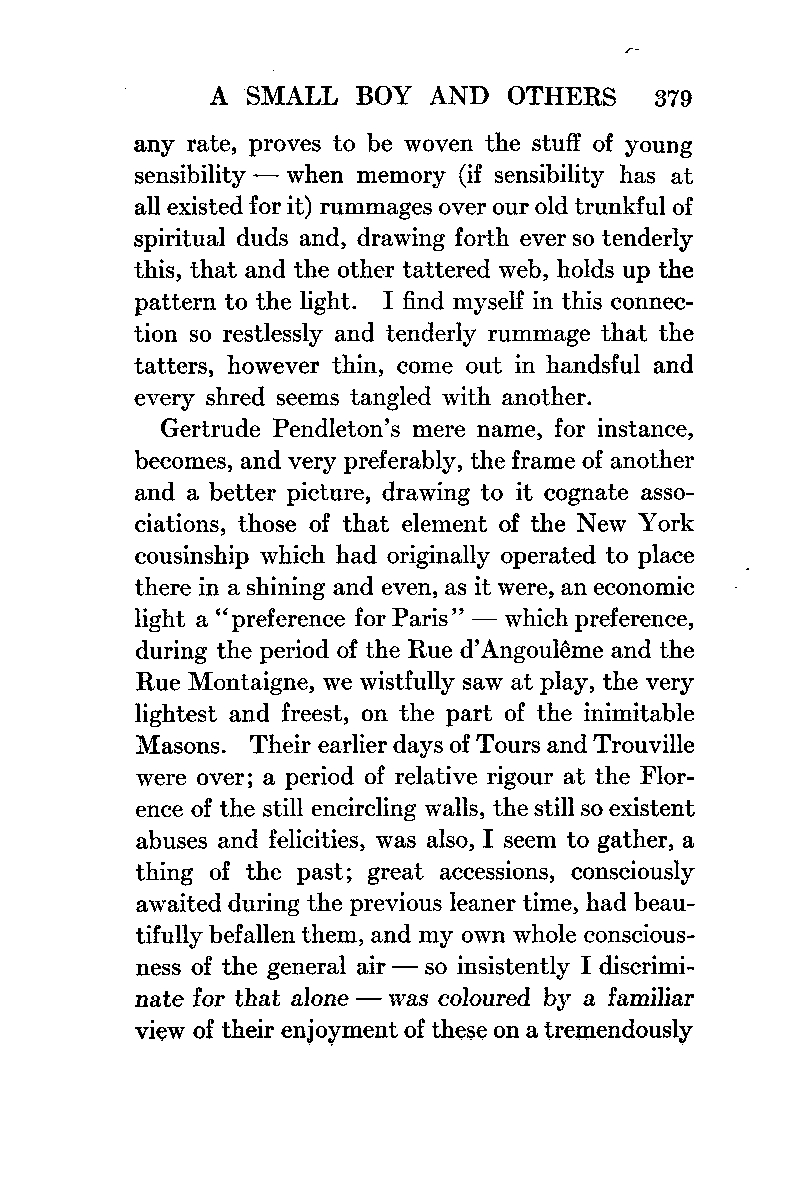 A SMALL BOY AND OTHERS 379
any rate, proves to be woven the stuff of young
sensibility — when memory (if sensibility has at
all existed for it) rummages over our old trunkful of
spiritual duds and, drawing forth ever so tenderly
this, that and the other tattered web, holds up the
pattern to the light. I find myself in this connec-
tion so restlessly and tenderly rummage that the
tatters, however thin, come out in handsful and
every shred seems tangled with another.
Gertrude Pendleton's mere name, for instance,
becomes, and very preferably, the frame of another
and a better picture, drawing to it cognate asso-
ciations, those of that element of the New York
cousinship which had originally operated to place
there in a shining and even, as it were, an economic
light a "preference for Paris" — which preference,
during the period of the Rue d'Angoulême and the
Rue Montaigne, we wistfully saw at play, the very
lightest and freest, on the part of the inimitable
Masons. Their earlier days of Tours and Trouville
were over; a period of relative rigour at the Flor-
ence of the still encircling walls, the still so existent
abuses and felicities, was also, I seem to gather, a
thing of the past; great accessions, consciously
awaited during the previous leaner time, had beau-
tifully befallen them, and my own whole conscious-
ness of the general air — so insistently I discrimi-
nate for that alone — was coloured by a familiar
view of their enjoyment of these on a tremendously